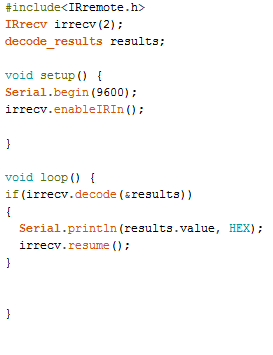 #include<IRremote.h>
IRrecv irrecv(2);
decode_results results;
void setup() {
Serial.begin(9600);
irrecv.enableIRIn();
}
void loop() {
if(irrecv.decode(&results))
{
Serial.println(results.value, HEX);
irrecv.resume();
}
}